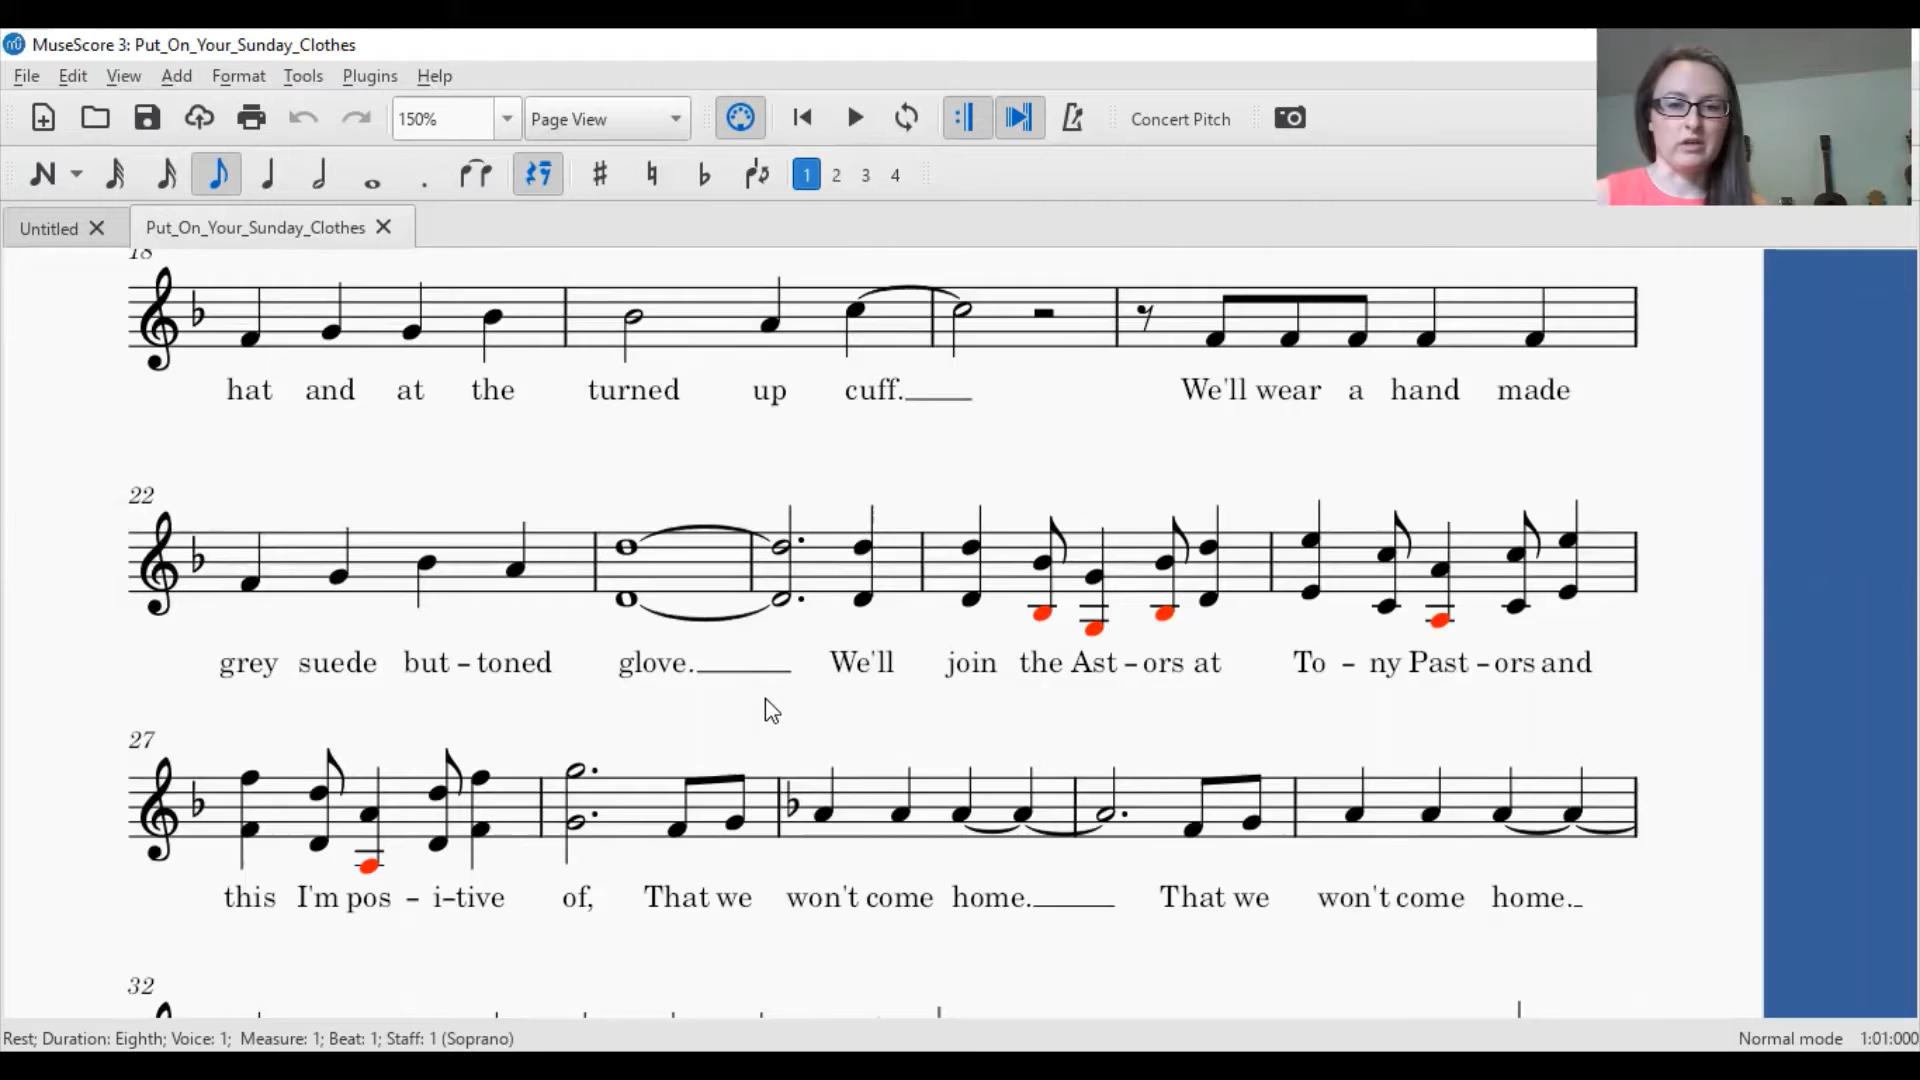 MuseScore 3: Put_On_Your_Sunday_Clothes
File Edit View Add Format Tools Plugins Help
150% Page View Concert Pitch
1 2 3 4
Untitled Put_On_Your_Sunday_Clothes
18
hat and at the turned up cuff. We'll wear a hand made
22
grey suede but-toned glove. We'll join the Ast-ors at To-ny Past-ors and
27
this I'm pos-i-tive of, That we won't come home. That we won't come home.
32
Rest; Duration: Eighth; Voice: 1; Measure: 1; Beat: 1; Staff: 1 (Soprano) Normal mode 1:01:000